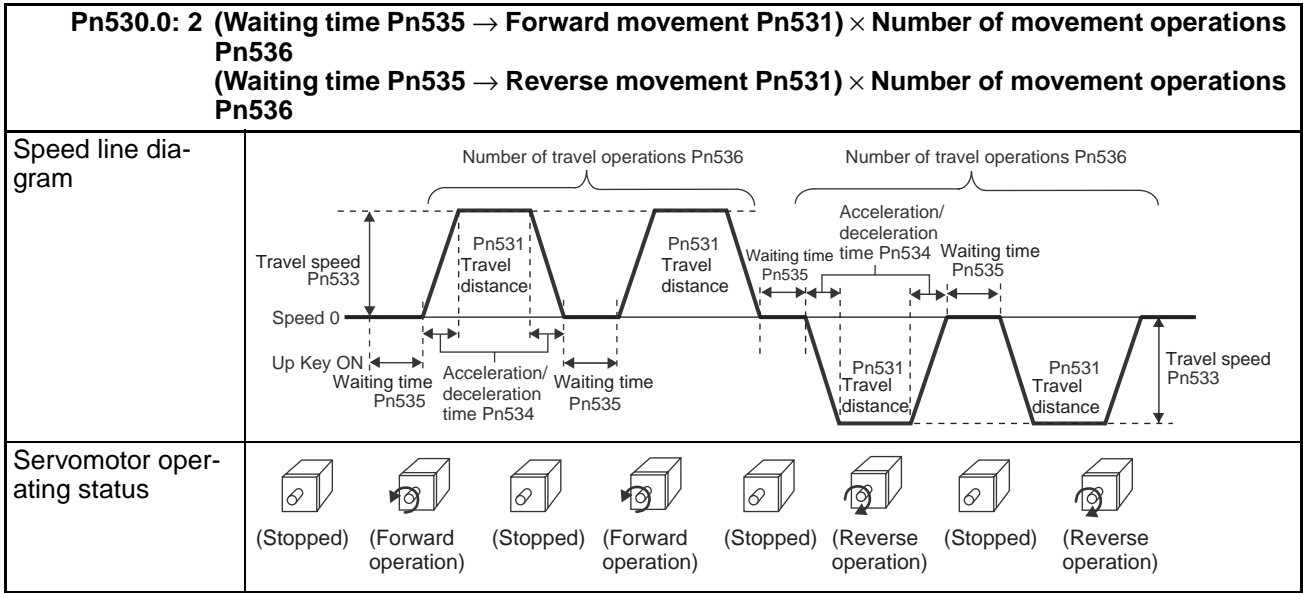 Pn530.0: 2 (Waiting time Pn535 → Forward movement Pn531) × Number of movement operations
Pn536
(Waiting time Pn535 → Reverse movement Pn531) × Number of movement operations
Pn536
Speed line dia-
gram
Number of travel operations Pn536
Number of travel operations Pn536
Travel speed
Pn533
Pn531
Travel
distance
Pn531
Travel
distance
Waiting time
Pn535
Acceleration/
deceleration
time Pn534
Waiting time
Pn535
Speed 0
Up Key ON
Waiting time
Pn535
Acceleration/
deceleration
time Pn534
Waiting time
Pn535
Pn531
Travel
distance
Pn531
Travel
distance
Travel speed
Pn533
Servomotor oper-
ating status
(Stopped)
(Forward
operation)
(Stopped)
(Forward
operation)
(Stopped)
(Reverse
operation)
(Stopped)
(Reverse
operation)